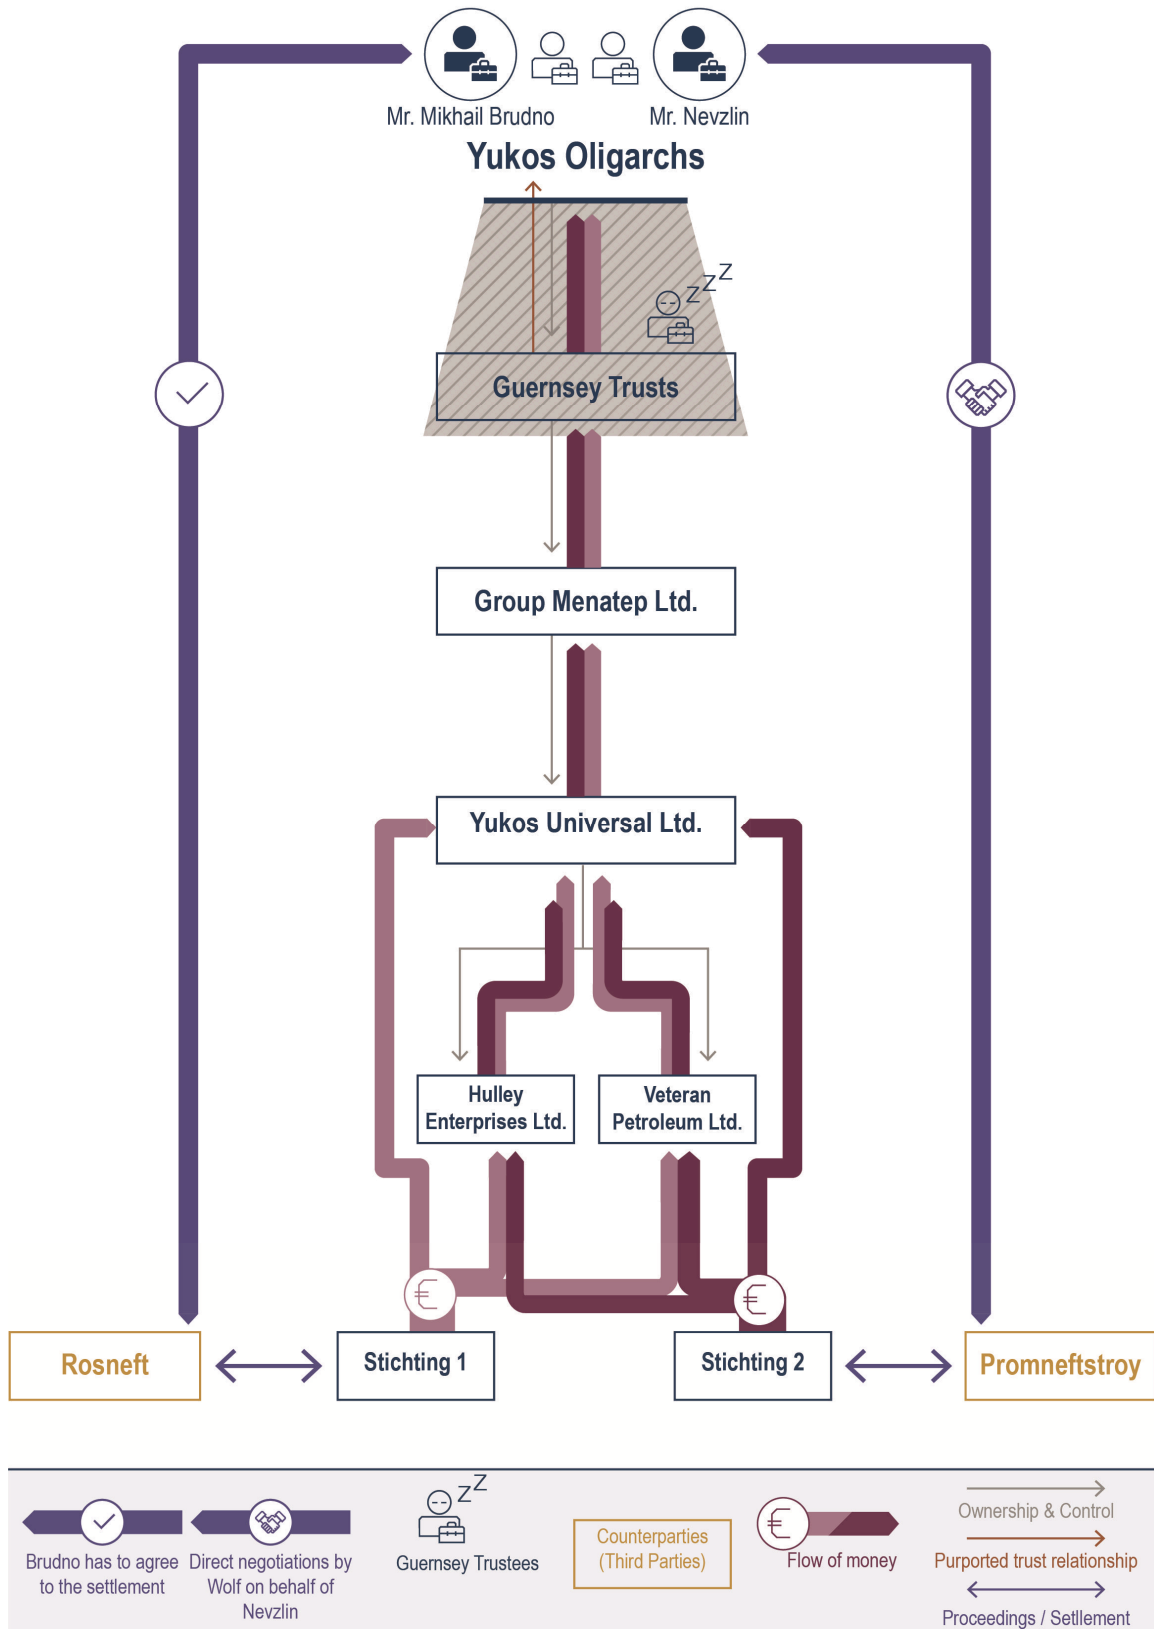 Mr. Mikhail Brudno
Mr. Nevzlin
Yukos Oligarchs
z z z
Guernsey Trusts
Group Menatep Ltd.
Yukos Universal Ltd.
Hulley
Enterprises Ltd.
Veteran
Petroleum Ltd.
€
€
Rosneft
Stichting 1
Stichting 2
Promneftstroy
Brudno has to agree
to the settlement
Direct negotiations by
Wolf on behalf of
Nevzlin
z z
Guernsey Trustees
Counterparties
(Third Parties)
€
Flow of money
Ownership & Control
Purported trust relationship
Proceedings / Setllement